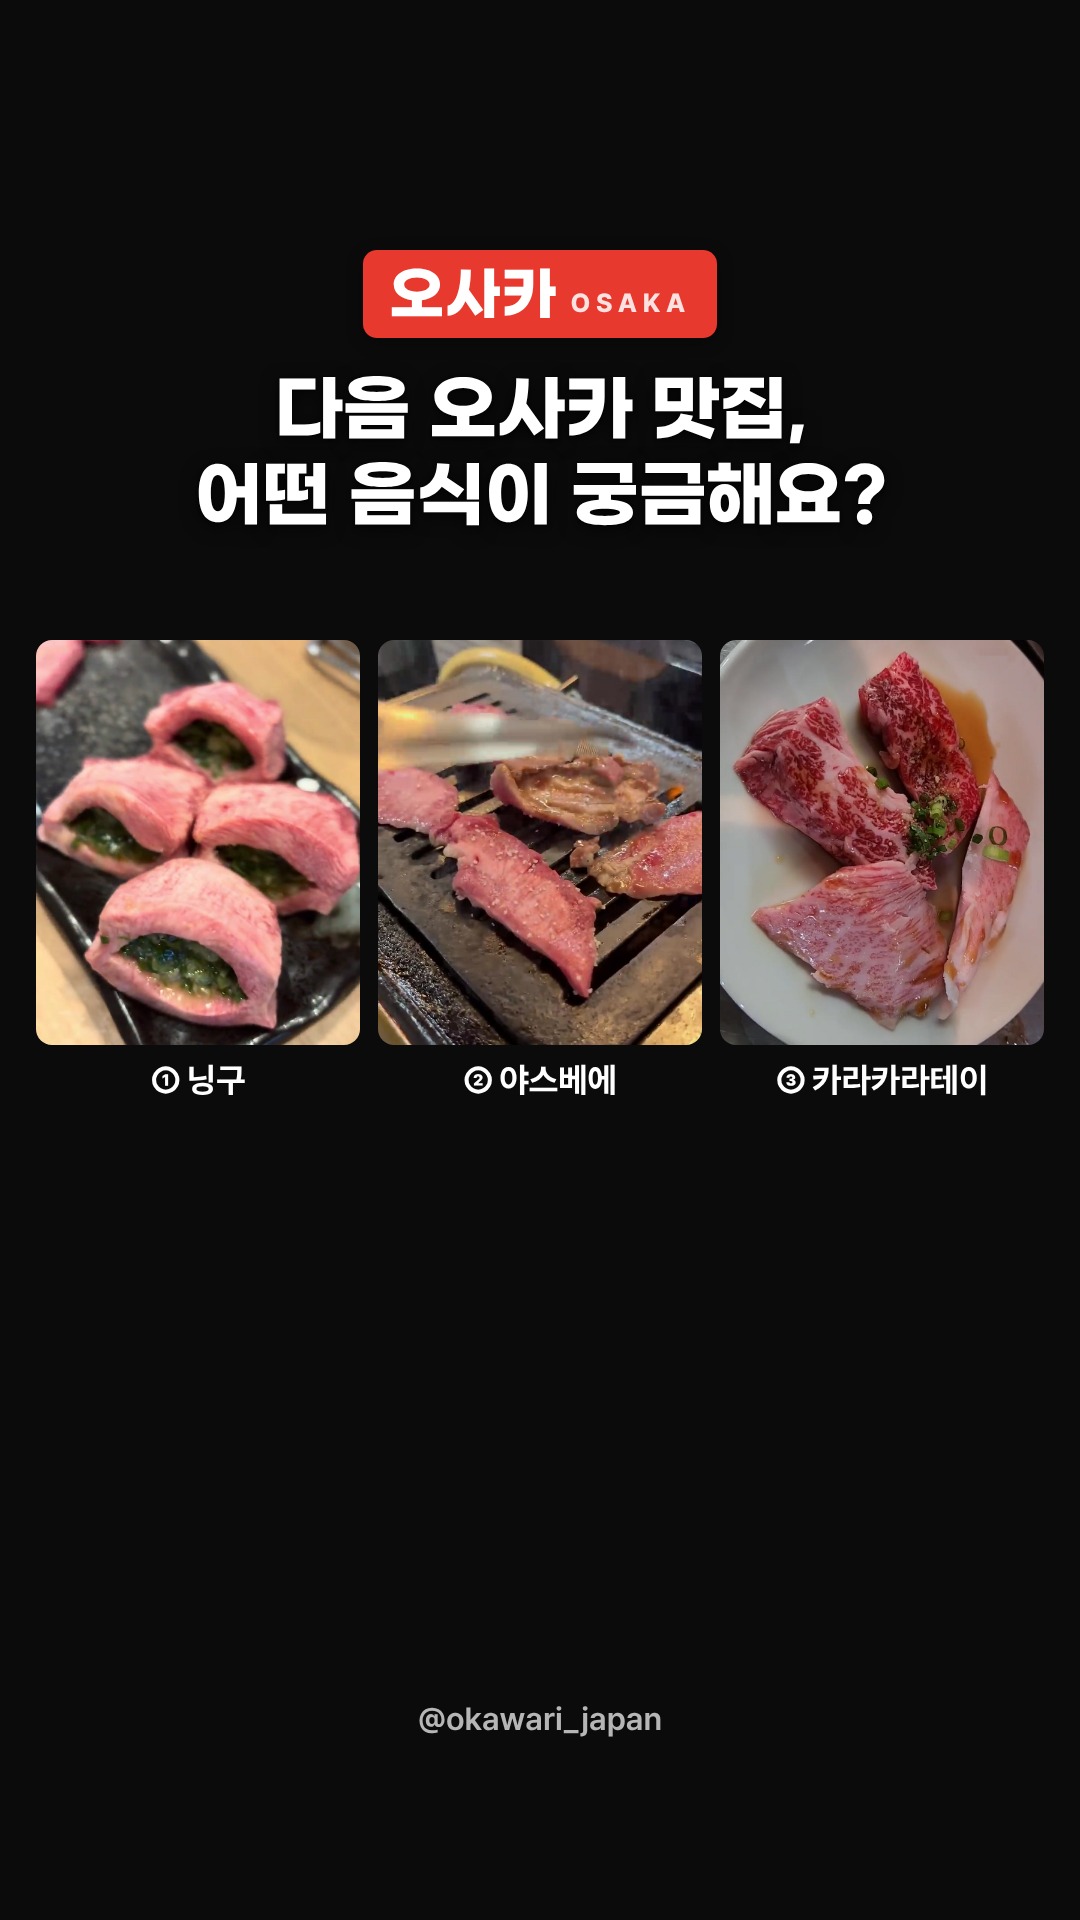 오사카 OSAKA
다음 오사카 맛집,
어떤 음식이 궁금해요?
① 닝구
② 야스베에
③ 카라카라테이
@okawari_japan